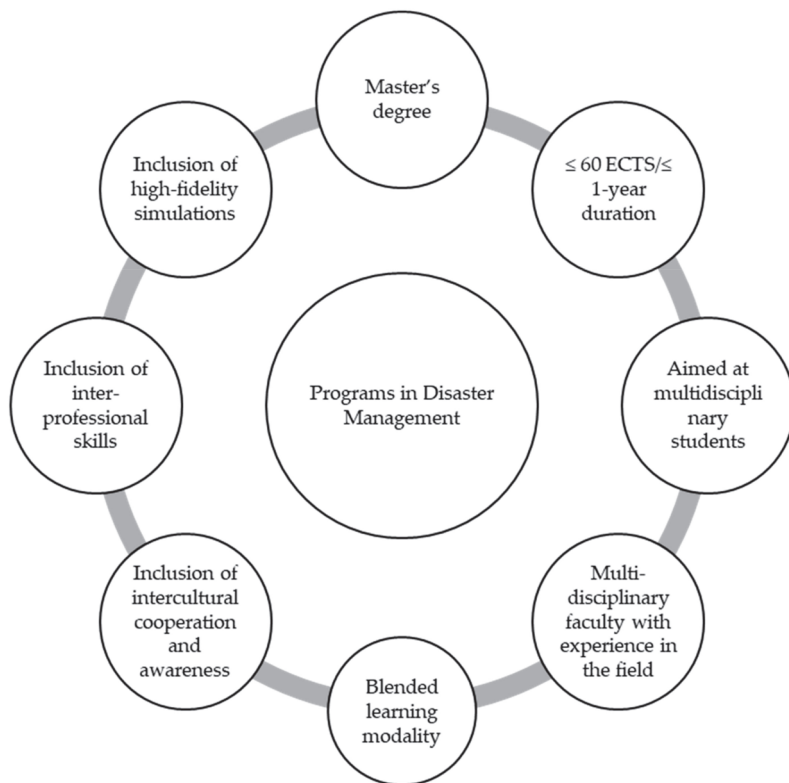 Master's
degree
≤ 60 ECTS/≤
1-year
duration
Aimed at
multidiscipli
nary
students
Multi-
disciplinary
faculty with
experience in
the field
Blended
learning
modality
Inclusion of
intercultural
cooperation
and
awareness
Inclusion of
inter-
professional
skills
Inclusion of
high-fidelity
simulations
Programs in Disaster
Management